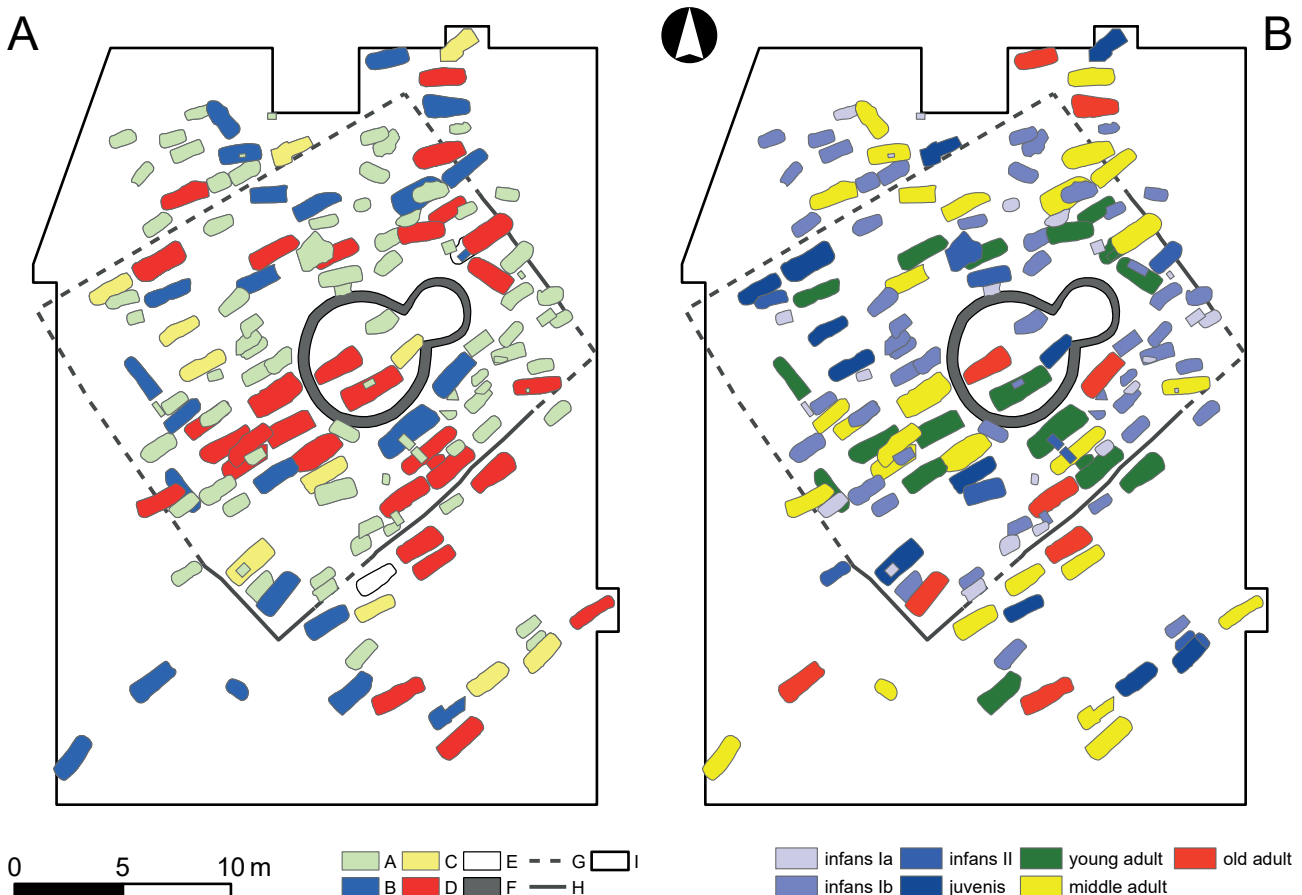 A
B
0 5 10 m
A C E G I
B D F H
infans Ia infans II young adult old adult
infans Ib juvenis middle adult